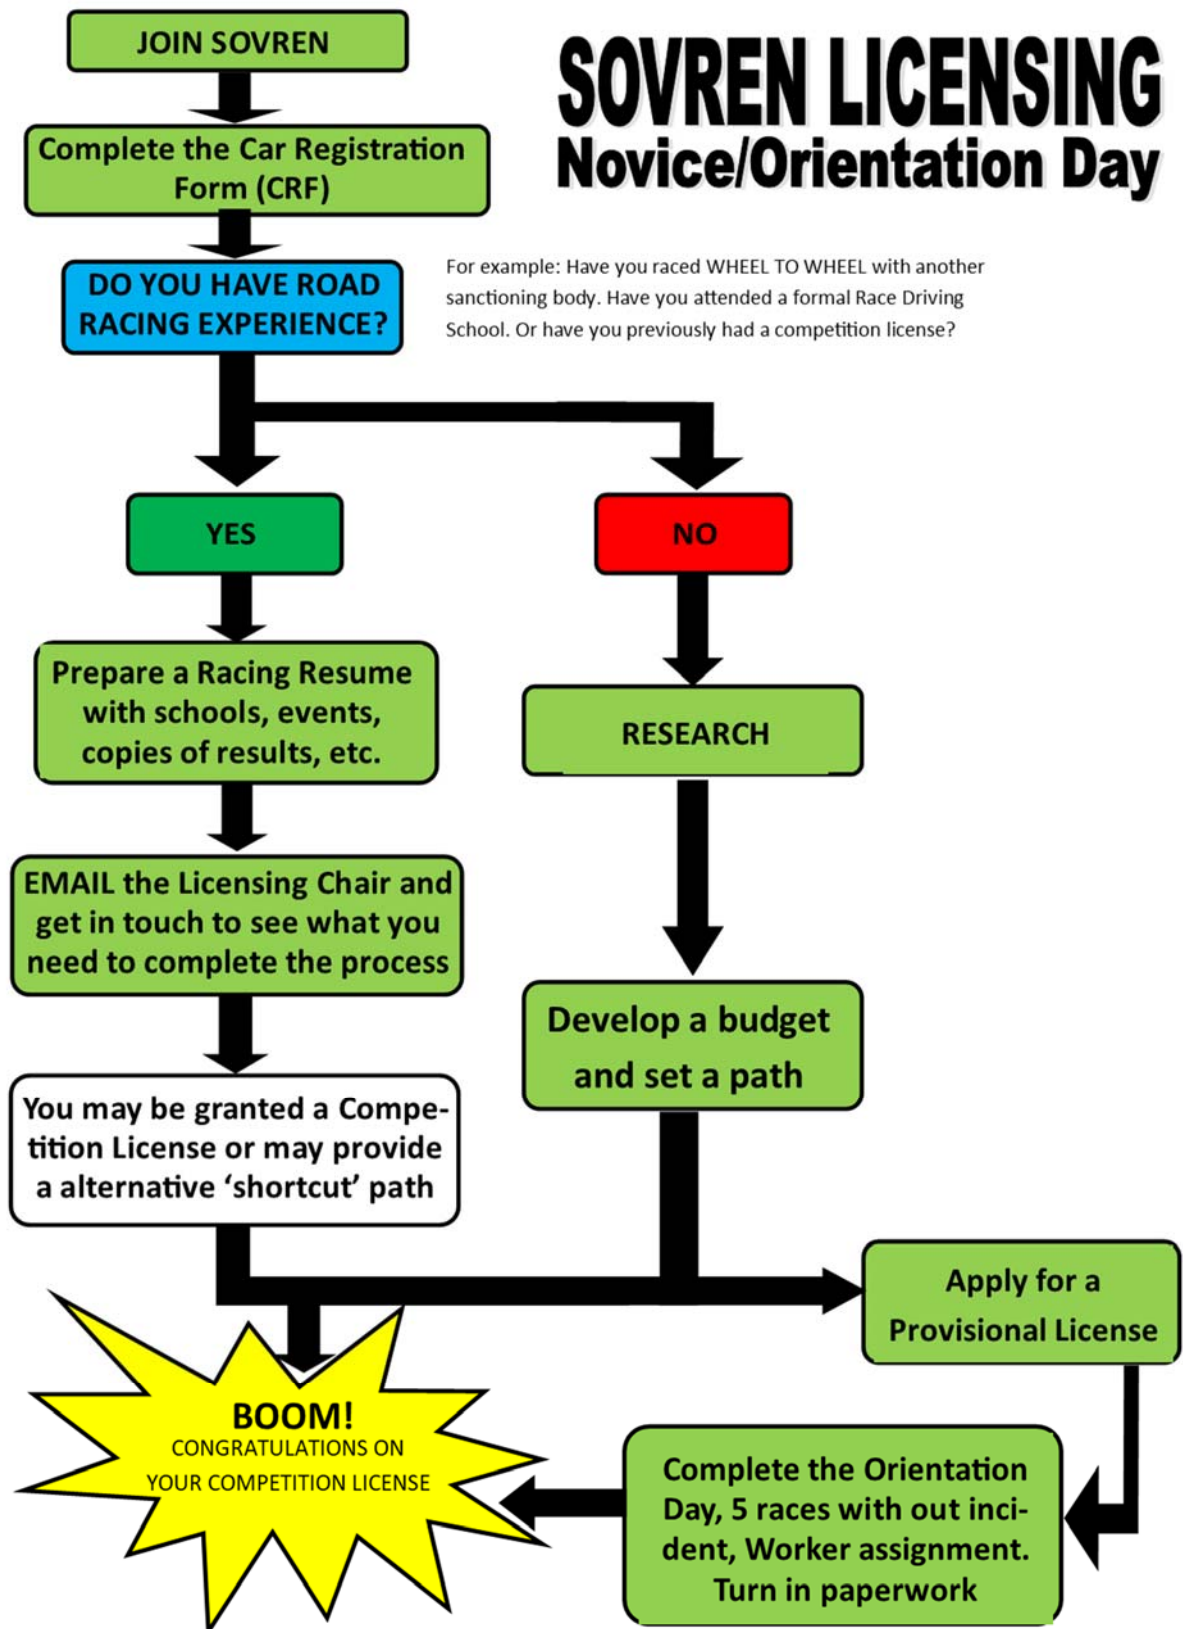 JOIN SOVREN
SOVREN LICENSING
Novice/Orientation Day
Complete the Car Registration
Form (CRF)
DO YOU HAVE ROAD
RACING EXPERIENCE?
For example: Have you raced WHEEL TO WHEEL with another
sanctioning body. Have you attended a formal Race Driving
School. Or have you previously had a competition license?
YES
NO
Prepare a Racing Resume
with schools, events,
copies of results, etc.
RESEARCH
EMAIL the Licensing Chair and
get in touch to see what you
need to complete the process
Develop a budget
and set a path
You may be granted a Compe-
tition License or may provide
a alternative ‘shortcut’ path
Apply for a
Provisional License
BOOM!
CONGRATULATIONS ON
YOUR COMPETITION LICENSE
Complete the Orientation
Day, 5 races with out inci-
dent, Worker assignment.
Turn in paperwork